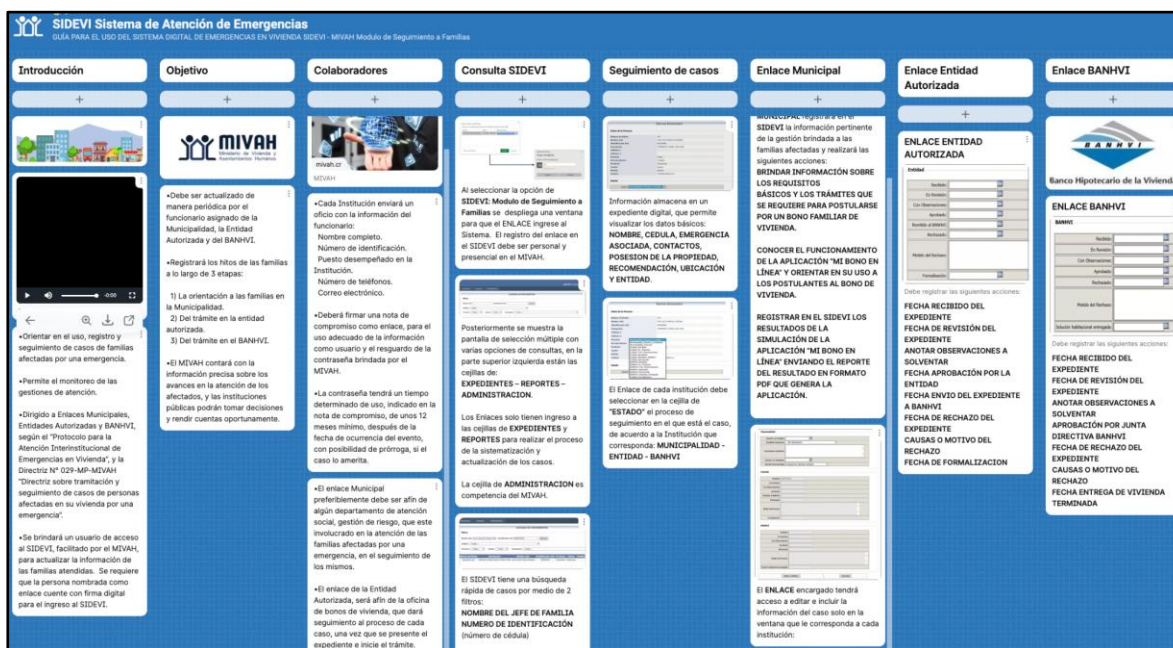 SIDEVI Sistema de Atención de Emergencias
GUÍA PARA EL USO DEL SISTEMA DIGITAL DE EMERGENCIAS EN VIVIENDA SIDEVI - MIVAH Modulo de Seguimiento a Familias
Introducción
+
-0:00
•Orientar en el uso, registro y
seguimiento de casos de familias
afectadas por una emergencia.
•Permite el monitoreo de las
gestiones de atención.
•Dirigido a Enlaces Municipales,
Entidades Autorizadas y BANHVI,
según el "Protocolo para la
Atención Interinstitucional de
Emergencias en Vivienda", y la
Directriz N° 029-MP-MIVAH
"Directriz sobre tramitación y
seguimiento de casos de personas
afectadas en su vivienda por una
emergencia".
•Se brindará un usuario de acceso
al SIDEVI, facilitado por el MIVAH,
para actualizar la información de
las familias atendidas. Se requiere
que la persona nombrada como
enlace cuente con firma digital
para el ingreso al SIDEVI.
Objetivo
+
MIVAH
Ministerio de Vivienda y
Asentamientos Humanos
•Debe ser actualizado de
manera periódica por el
funcionario asignado de la
Municipalidad, la Entidad
Autorizada y del BANHVI.
•Registrará los hitos de las familias
a lo largo de 3 etapas:
1) La orientación a las familias en
la Municipalidad.
2) Del trámite en la entidad
autorizada.
3) Del trámite en el BANHVI.
•El MIVAH contará con la
información precisa sobre los
avances en la atención de los
afectados, y las instituciones
públicas podrán tomar decisiones
y rendir cuentas oportunamente.
Colaboradores
+
mivah.cr
MIVAH
•Cada Institución enviará un
oficio con la información del
funcionario:
Nombre completo.
Número de identificación.
Puesto desempeñado en la
Institución.
Número de teléfonos.
Correo electrónico.
•Deberá firmar una nota de
compromiso como enlace, para el
uso adecuado de la información
como usuario y el resguardo de la
contraseña brindada por el
MIVAH.
•La contraseña tendrá un tiempo
determinado de uso, indicado en la
nota de compromiso, de unos 12
meses mínimo, después de la
fecha de ocurrencia del evento,
con posibilidad de prórroga, si el
caso lo amerita.
•El enlace Municipal
preferiblemente debe ser afín de
algún departamento de atención
social, gestión de riesgo, que este
involucrado en la atención de las
familias afectadas por una
emergencia, en el seguimiento de
los mismos.
•El enlace de la Entidad
Autorizada, será afín de la oficina
de bonos de vivienda, que dará
seguimiento al proceso de cada
caso, una vez que se presente el
expediente e inicie el trámite.
Consulta SIDEVI
+
Al seleccionar la opción de
SIDEVI: Modulo de Seguimiento a
Familias se despliega una ventana
para que el ENLACE ingrese al
Sistema. El registro del enlace en
el SIDEVI debe ser personal y
presencial en el MIVAH.
Posteriormente se muestra la
pantalla de selección múltiple con
varias opciones de consultas, en la
parte superior izquierda están las
cejillas de:
EXPEDIENTES – REPORTES –
ADMINISTRACION.
Los Enlaces solo tienen ingreso a
las cejillas de EXPEDIENTES y
REPORTES para realizar el proceso
de la sistematización y
actualización de los casos.
La cejilla de ADMINISTRACION es
competencia del MIVAH.
El SIDEVI tiene una búsqueda
rápida de casos por medio de 2
filtros:
NOMBRE DEL JEFE DE FAMILIA
NUMERO DE IDENTIFICACIÓN
(número de cédula)
Seguimiento de casos
+
Información almacena en un
expediente digital, que permite
visualizar los datos básicos:
NOMBRE, CEDULA, EMERGENCIA
ASOCIADA, CONTACTOS,
POSESION DE LA PROPIEDAD,
RECOMENDACIÓN, UBICACIÓN
Y ENTIDAD.
El Enlace de cada institución debe
seleccionar en la cejilla de
"ESTADO" el proceso de
seguimiento en el que está el caso,
de acuerdo a la Institución que
corresponda: MUNICIPALIDAD -
ENTIDAD - BANHVI
Enlace Municipal
+
MUNICIPAL registrará en el
SIDEVI la información pertinente
de la gestión brindada a las
familias afectadas y realizará las
siguientes acciones:
BRINDAR INFORMACIÓN SOBRE
LOS REQUISITOS
BÁSICOS Y LOS TRÁMITES QUE
SE REQUIERE PARA POSTULARSE
POR UN BONO FAMILIAR DE
VIVIENDA.
CONOCER EL FUNCIONAMIENTO
DE LA APLICACIÓN "MI BONO EN
LÍNEA" Y ORIENTAR EN SU USO A
LOS POSTULANTES AL BONO DE
VIVIENDA.
REGISTRAR EN EL SIDEVI LOS
RESULTADOS DE LA
SIMULACIÓN DE LA
APLICACIÓN "MI BONO EN
LÍNEA" ENVIANDO EL REPORTE
DEL RESULTADO EN FORMATO
PDF QUE GENERA LA
APLICACIÓN.
El ENLACE encargado tendrá
acceso a editar e incluir la
información del caso solo en la
ventana que le corresponde a cada
institución:
Enlace Entidad
Autorizada
+
ENLACE ENTIDAD
AUTORIZADA
Entidad
Recibido
En Revisión
Con Observaciones
Aprobado
Remitido al BANHVI
Rechazado
Motivo del Rechazo
Formalización
Debe registrar las siguientes acciones:
FECHA RECIBIDO DEL
EXPEDIENTE
FECHA DE REVISIÓN DEL
EXPEDIENTE
ANOTAR OBSERVACIONES A
SOLVENTAR
FECHA APROBACIÓN POR LA
ENTIDAD
FECHA ENVIO DEL EXPEDIENTE
A BANHVI
FECHA DE RECHAZO DEL
EXPEDIENTE
CAUSAS O MOTIVO DEL
RECHAZO
FECHA DE FORMALIZACION
Enlace BANHVI
+
BANHVI
Banco Hipotecario de la Vivienda
ENLACE BANHVI
BANHVI
Recibido
En Revisión
Con Observaciones
Aprobado
Rechazado
Motivo del Rechazo
Solución habitacional entregada
Debe registrar las siguientes acciones:
FECHA RECIBIDO DEL
EXPEDIENTE
FECHA DE REVISIÓN DEL
EXPEDIENTE
ANOTAR OBSERVACIONES A
SOLVENTAR
APROBACIÓN POR JUNTA
DIRECTIVA BANHVI
FECHA DE RECHAZO DEL
EXPEDIENTE
CAUSAS O MOTIVO DEL
RECHAZO
FECHA ENTREGA DE VIVIENDA
TERMINADA